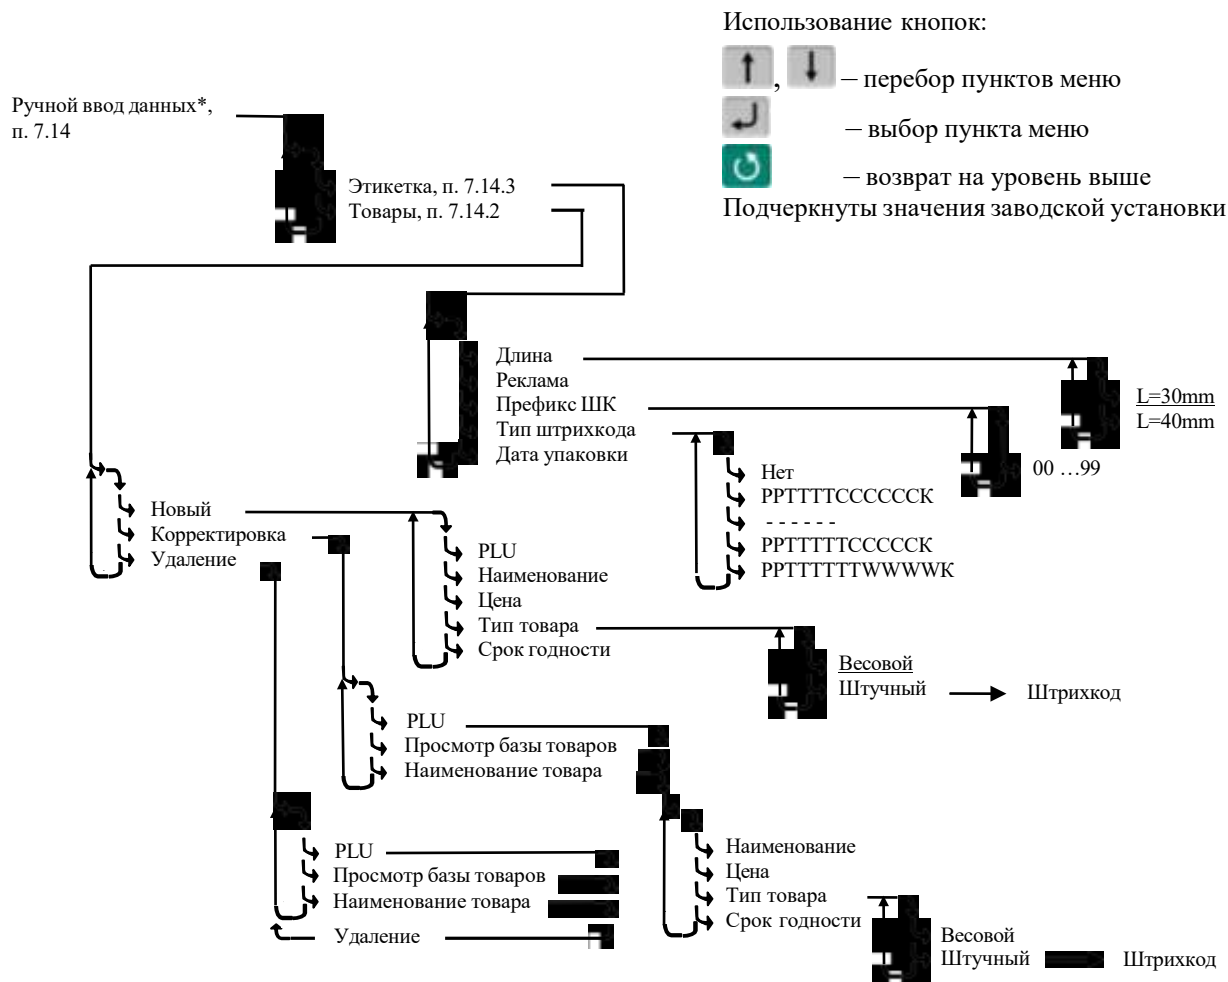 Использование кнопок:
, – перебор пунктов меню
– выбор пункта меню
– возврат на уровень выше
Подчеркнуты значения заводской установки
Ручной ввод данных*,
п. 7.14
Этикетка, п. 7.14.3
Товары, п. 7.14.2
Длина
Реклама
Префикс ШК
Тип штрихкода
Дата упаковки
L=30mm
L=40mm
00 …99
Нет
PPTTTTCCCCCCK
- - - - - -
PPTTTTTCCCCCK
PPTTTTTTWWWWK
Новый
Корректировка
Удаление
PLU
Наименование
Цена
Тип товара
Срок годности
Весовой
Штучный
Штрихкод
PLU
Просмотр базы товаров
Наименование товара
Наименование
Цена
Тип товара
Срок годности
Весовой
Штучный
Штрихкод
PLU
Просмотр базы товаров
Наименование товара
Удаление